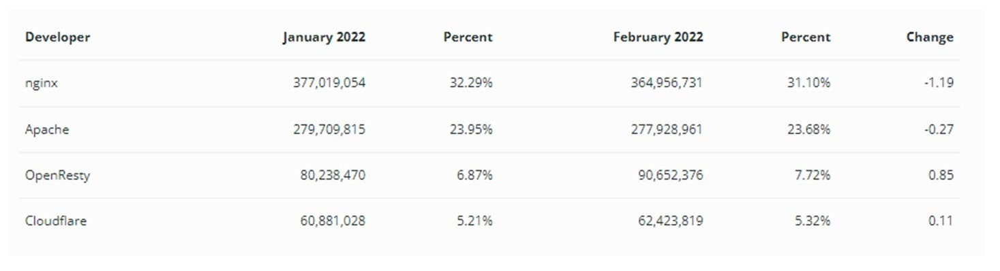 Developer January 2022 Percent February 2022 Percent Change
nginx 377,019,054 32.29% 364,956,731 31.10% -1.19
Apache 279,709,815 23.95% 277,928,961 23.68% -0.27
OpenResty 80,238,470 6.87% 90,652,376 7.72% 0.85
Cloudflare 60,881,028 5.21% 62,423,819 5.32% 0.11